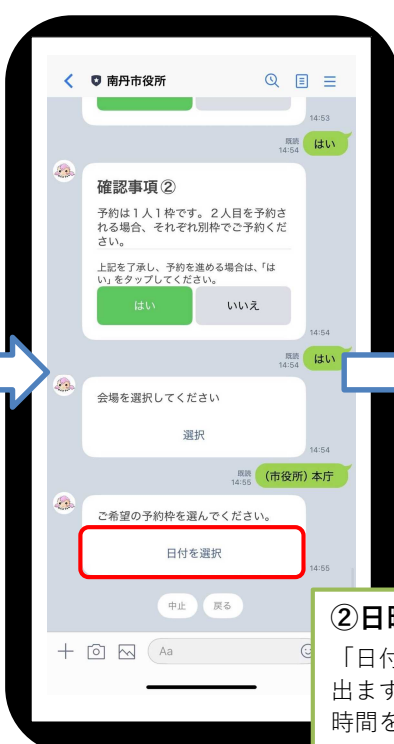 南丹市役所
14:53
既読
14:54
はい
確認事項②
予約は1人1枠です。2人目を予約さ
れる場合、それぞれ別枠でご予約くだ
さい。
上記を了承し、予約を進める場合は、「は
い」をタップしてください。
はい
いいえ
14:54
既読
14:54
はい
会場を選択してください
選択
14:54
既読
14:55
(市役所) 本庁
ご希望の予約枠を選んでください。
日付を選択
14:55
中止
戻る
Aa
②日
「日付
出ます
時間を